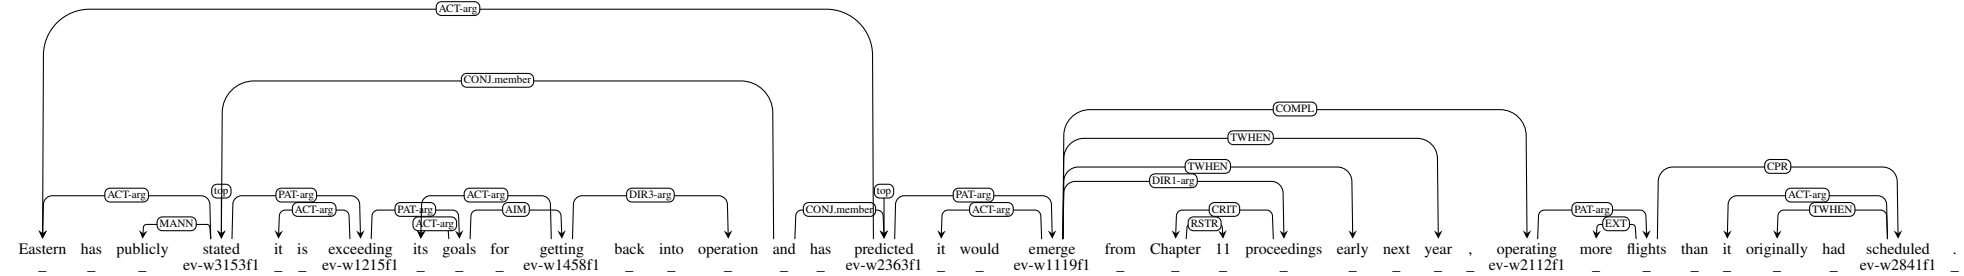 ACT-arg
CONJ.member
COMPL
TWHEN
TWHEN CPR
DIR1-arg
ACT-arg top PAT-arg ACT-arg DIR3-arg top PAT-arg ACT-arg
MANN ACT-arg PAT-arg AIM CONJ.member ACT-arg CRIT PAT-arg TWHEN
ACT-arg RSTR EXT
Eastern has publicly stated it is exceeding its goals for getting back into operation and has predicted it would emerge from Chapter 11 proceedings early next year , operating more flights than it originally had scheduled .
_ _ _ ev-w3153f1 _ _ ev-w1215f1 _ _ _ ev-w1458f1 _ _ _ _ _ ev-w2363f1 _ _ ev-w1119f1 _ _ _ _ _ _ _ _ ev-w2112f1 _ _ _ _ _ _ ev-w2841f1 _